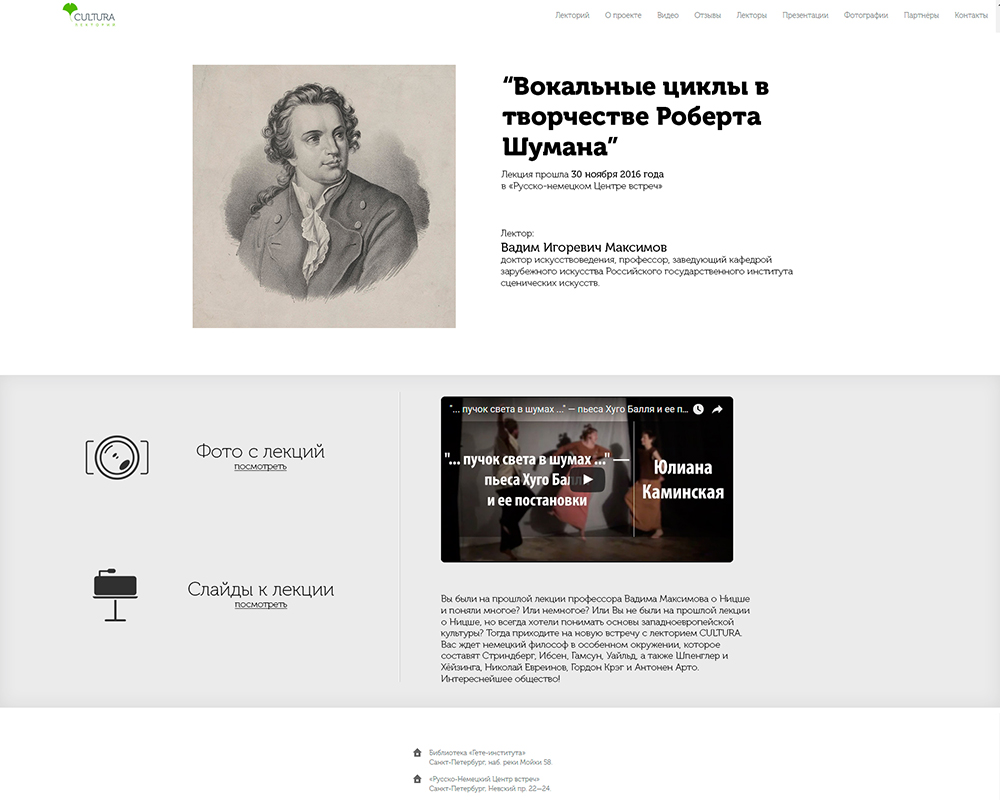 CULTURA
ЛЕКТОРИЙ
Лекторий О проекте Видео Отзывы Лекторы Презентации Фотографии Партнеры Контакты
“Вокальные циклы в
творчестве Роберта
Шумана”
Лекция прошла 30 ноября 2016 года
в «Русско-немецком Центре встреч»
Лектор:
Вадим Игоревич Максимов
доктор искусствоведения, профессор, заведующий кафедрой
зарубежного искусства Российского государственного института
сценических искусств.
Фото с лекций
посмотреть
Слайды к лекции
посмотреть
"... пучок света в шумах ..." — пьеса Хуго Балля и ее п...
"... пучок света в шумах ..." —
пьеса Хуго Балля
и ее постановки
Юлиана
Каминская
Вы были на прошлой лекции профессора Вадима Максимова о Ницше
и поняли многое? Или немногое? Или Вы не были на прошлой лекции
о Ницше, но всегда хотели понимать основы западноевропейской
культуры? Тогда приходите на новую встречу с лекторием CULTURA.
Вас ждет немецкий философ в особенном окружении, которое
составят Стриндберг, Ибсен, Гамсун, Уайльд, а также Шпенглер и
Хёйзинга, Николай Евреинов, Гордон Крэг и Антонен Арто.
Интереснейшее общество!
Библиотека «Гете-института»
Санкт-Петербург, наб. реки Мойки 58.
«Русско-Немецкий Центр встреч»
Санкт-Петербург, Невский пр. 22—24.